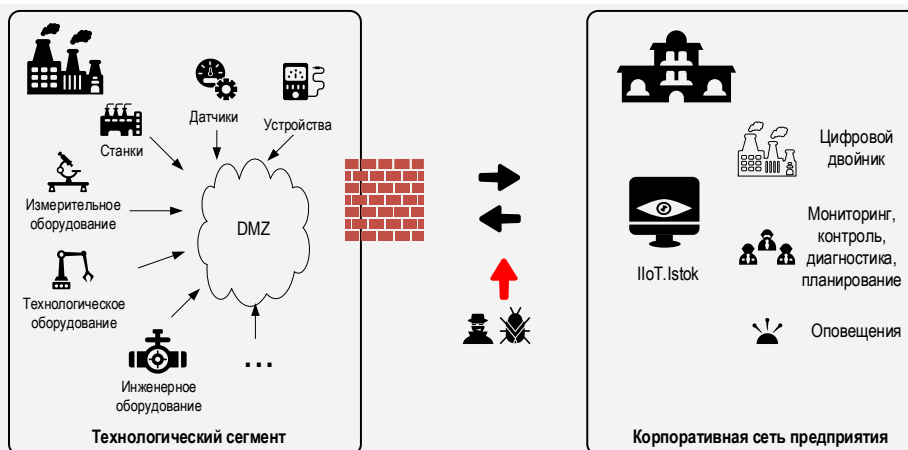 Датчики
Устройства
Станки
Измерительное
оборудование
DMZ
Технологическое
оборудование
Инженерное
оборудование
...
Технологический сегмент
Цифровой
двойник
IIoT.Istok
Мониторинг,
контроль,
диагностика,
планирование
Оповещения
Корпоративная сеть предприятия